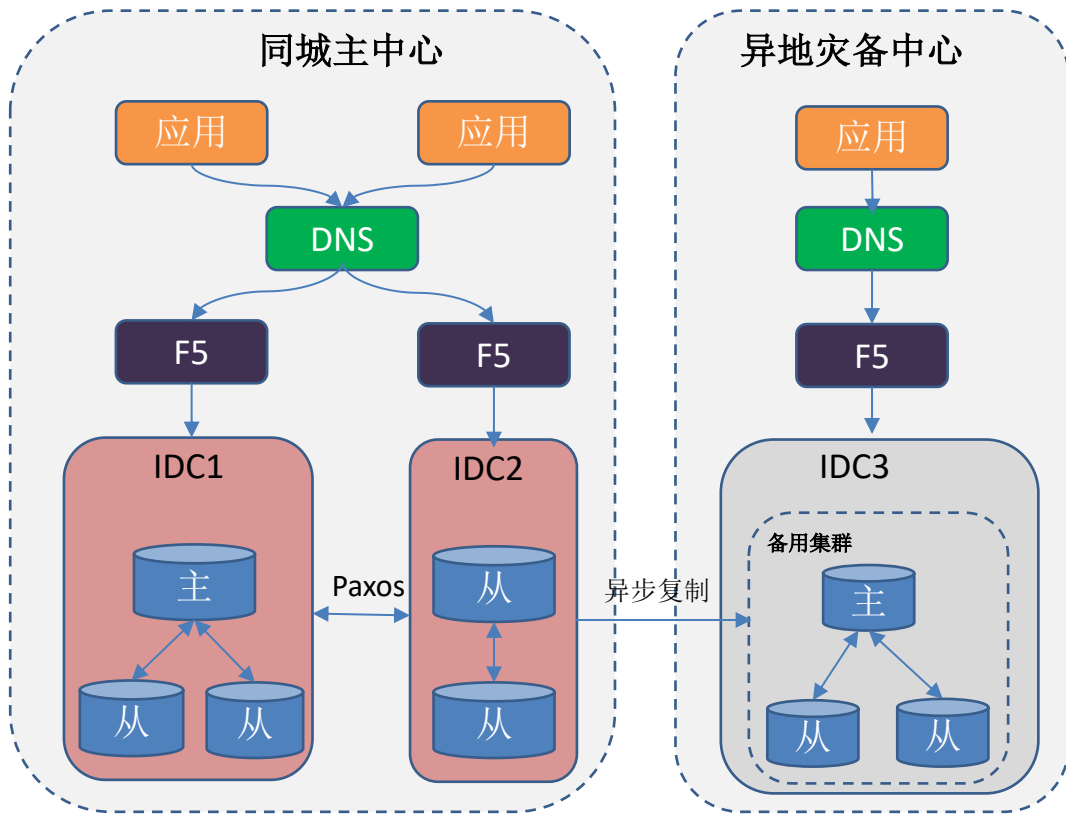 同城主中心
应用
应用
DNS
F5
F5
IDC1
主
从
从
Paxos
IDC2
从
从
异步复制
异地灾备中心
应用
DNS
F5
IDC3
备用集群
主
从
从